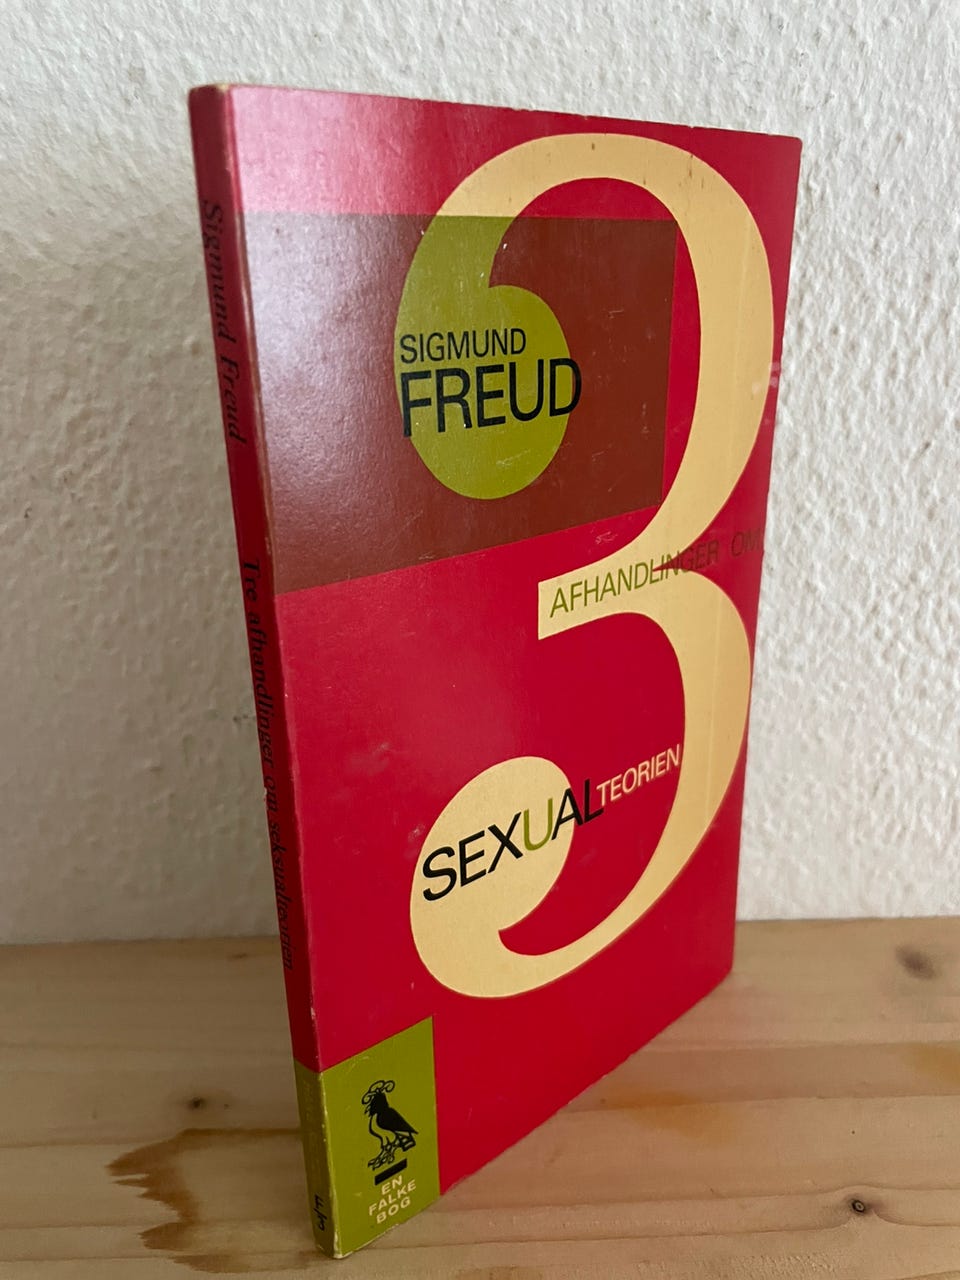 SIGMUND
FREUD
AFHANDLINGER OM
SEXUALTEORIEN
EN
FALKE
BOG
Sigmund Freud
Tre afhandlinger om seksualteorien